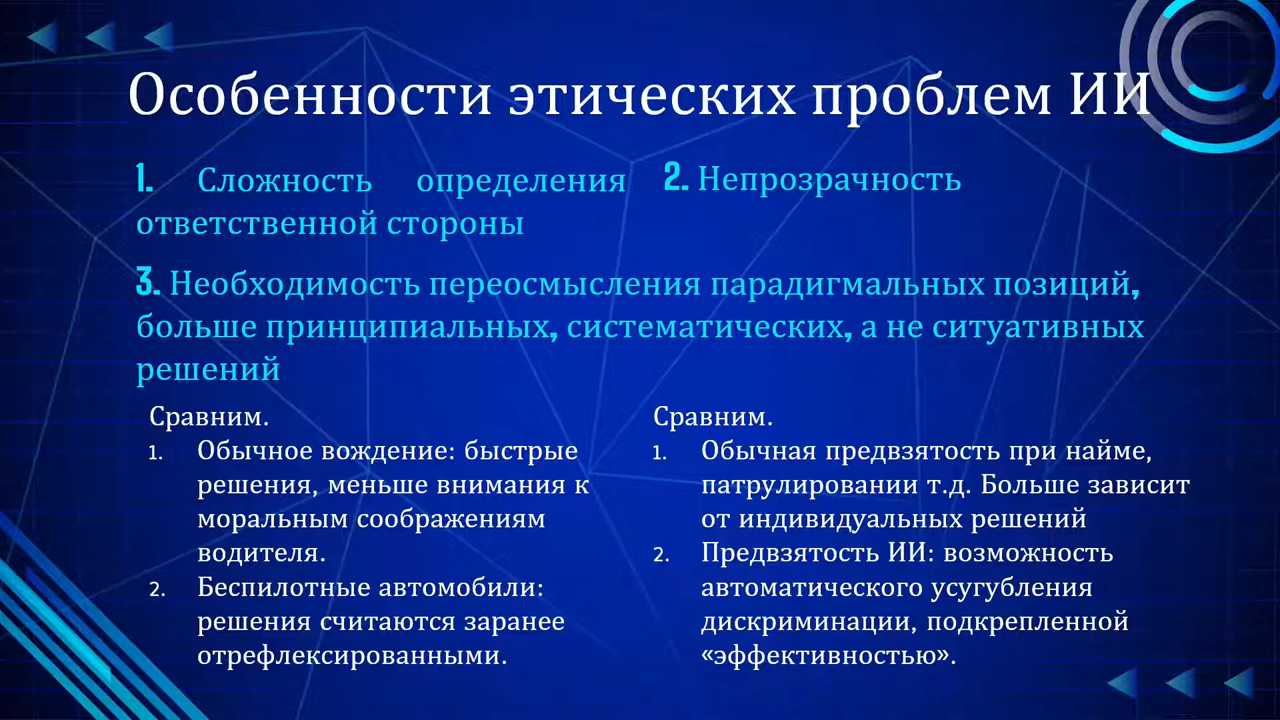 Особенности этических проблем ИИ
1. Сложность определения
ответственной стороны
2. Непрозрачность
3. Необходимость переосмысления парадигмальных позиций,
больше принципиальных, систематических, а не ситуативных
решений
Сравним.
1. Обычное вождение: быстрые
решения, меньше внимания к
моральным соображениям
водителя.
2. Беспилотные автомобили:
решения считаются заранее
отрефлексированными.
Сравним.
1. Обычная предвзятость при найме,
патрулировании т.д. Больше зависит
от индивидуальных решений
2. Предвзятость ИИ: возможность
автоматического усугубления
дискриминации, подкрепленной
«эффективностью».